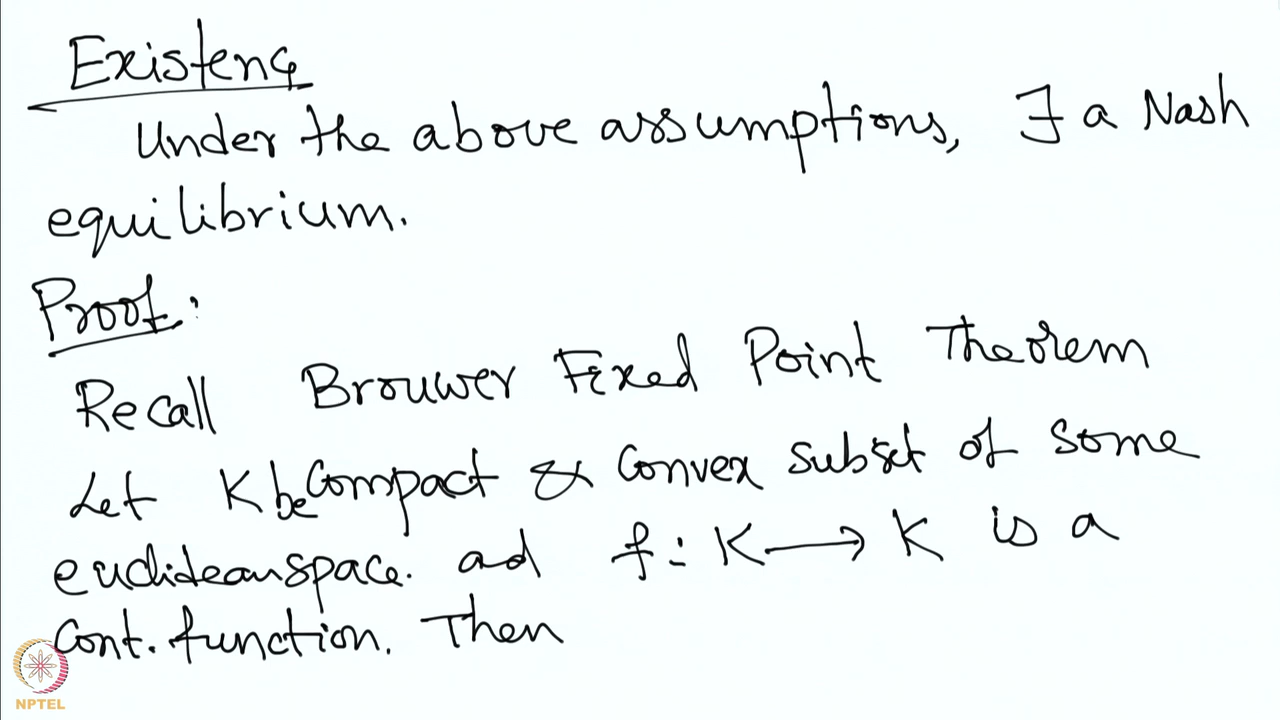 Existence
Under the above assumptions, ∃ a Nash
equilibrium.
Proof:
Recall Brouwer Fixed Point Theorem
Let K be Compact & Convex subset of some
euclidean space. ad f: K → K is a
Cont. function. Then
NPTEL